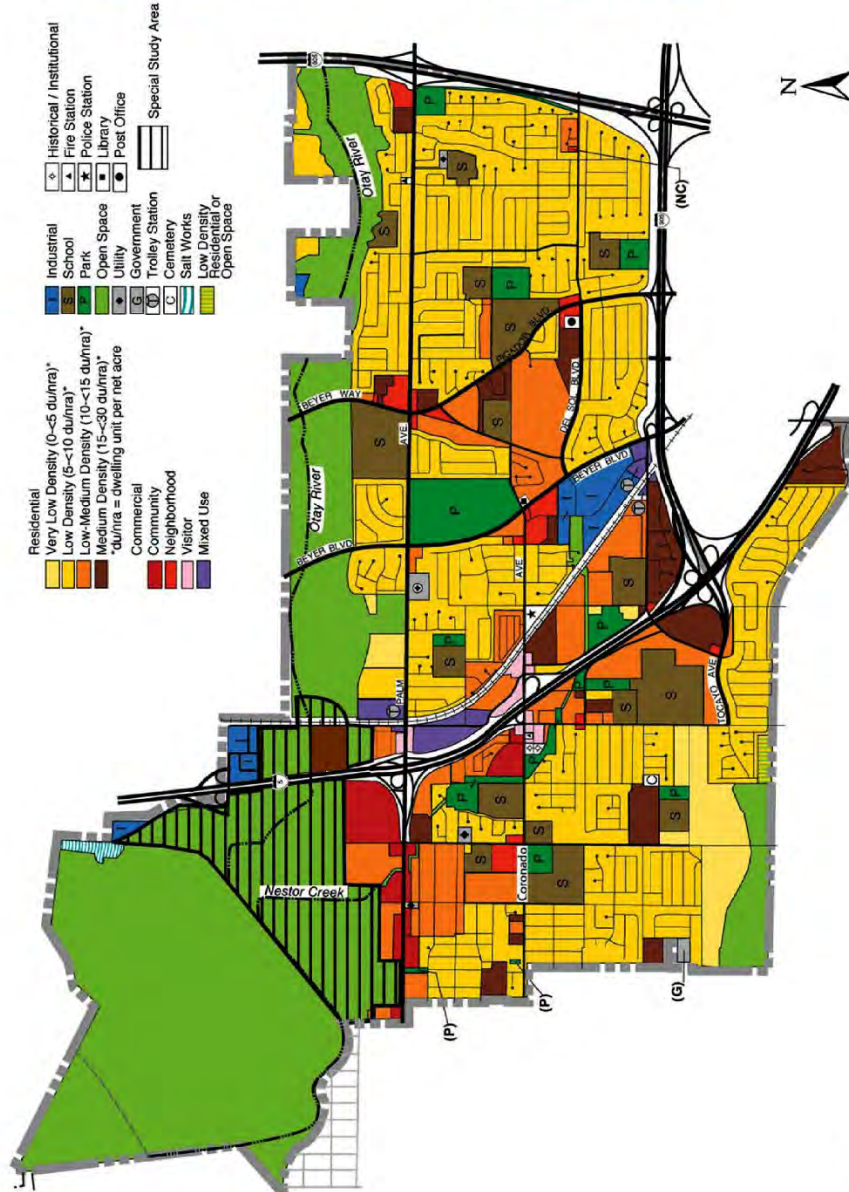 Residential
Very Low Density (0-<5 du/nra)*
Low Density (5-<10 du/nra)*
Low-Medium Density (10-<15 du/nra)*
Medium Density (15-<30 du/nra)*
*du/nra = dwelling unit per net acre
Commercial
Community
Neighborhood
Visitor
Mixed Use
I Industrial
S School
P Park
Open Space
Utility
G Government
T Trolley Station
C Cemetery
Salt Works
Low Density
Residential or
Open Space
Historical / Institutional
Fire Station
Police Station
Library
Post Office
Special Study Area
Otay River
Otay River
Nestor Creek
BEYER WAY
BEYER BLVD
BEYER BLVD
PICADOR BLVD
DEL SOL BLVD
PALM
AVE.
AVE
Coronado
TOCAYO AVE.
5
905
(NC)
(P)
(P)
(G)
N